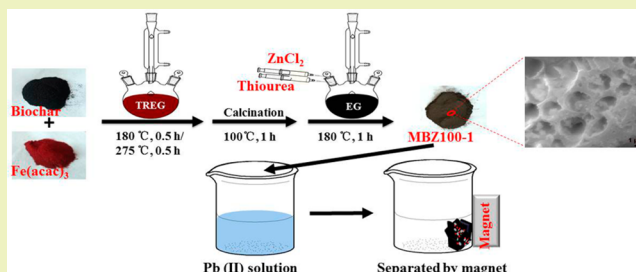 ZnCl2
Thiourea
Biochar
+
Fe(acac)3
TREG
180 ℃, 0.5 h/
275 ℃, 0.5 h
Calcination
100℃, 1 h
EG
180 ℃, 1 h
MBZ100-1
Pb (II) solution
Magnet
Separated by magnet